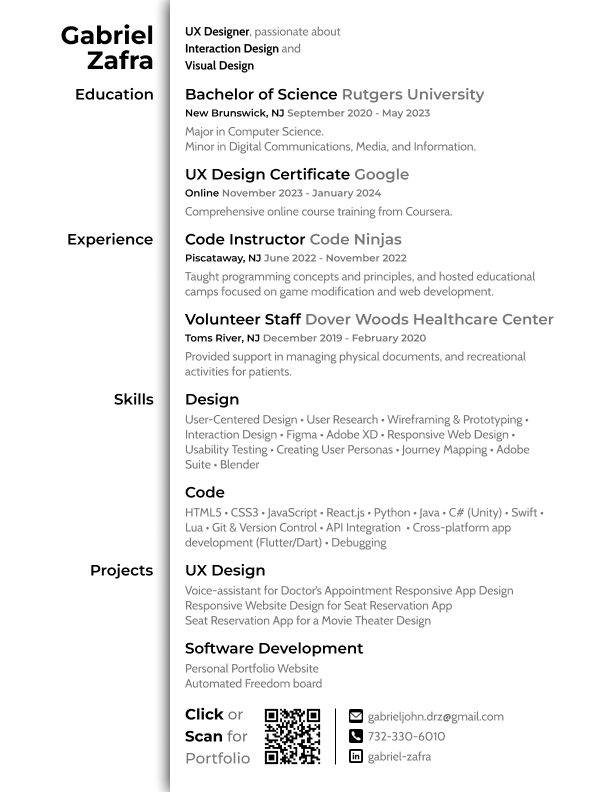 Gabriel
Zafra
UX Designer, passionate about
Interaction Design and
Visual Design
Education
Bachelor of Science Rutgers University
New Brunswick, NJ September 2020 - May 2023
Major in Computer Science.
Minor in Digital Communications, Media, and Information.
UX Design Certificate Google
Online November 2023 - January 2024
Comprehensive online course training from Coursera.
Experience
Code Instructor Code Ninjas
Piscataway, NJ June 2022 - November 2022
Taught programming concepts and principles, and hosted educational
camps focused on game modification and web development.
Volunteer Staff Dover Woods Healthcare Center
Toms River, NJ December 2019 - February 2020
Provided support in managing physical documents, and recreational
activities for patients.
Skills
Design
User-Centered Design • User Research • Wireframing & Prototyping •
Interaction Design • Figma • Adobe XD • Responsive Web Design •
Usability Testing • Creating User Personas • Journey Mapping • Adobe
Suite • Blender
Code
HTML5 • CSS3 • JavaScript • React.js • Python • Java • C# (Unity) • Swift •
Lua • Git & Version Control • API Integration • Cross-platform app
development (Flutter/Dart) • Debugging
Projects
UX Design
Voice-assistant for Doctor's Appointment Responsive App Design
Responsive Website Design for Seat Reservation App
Seat Reservation App for a Movie Theater Design
Software Development
Personal Portfolio Website
Automated Freedom board
Click or
Scan for
Portfolio
gabrieljohn.drz@gmail.com
732-330-6010
in gabriel-zafra